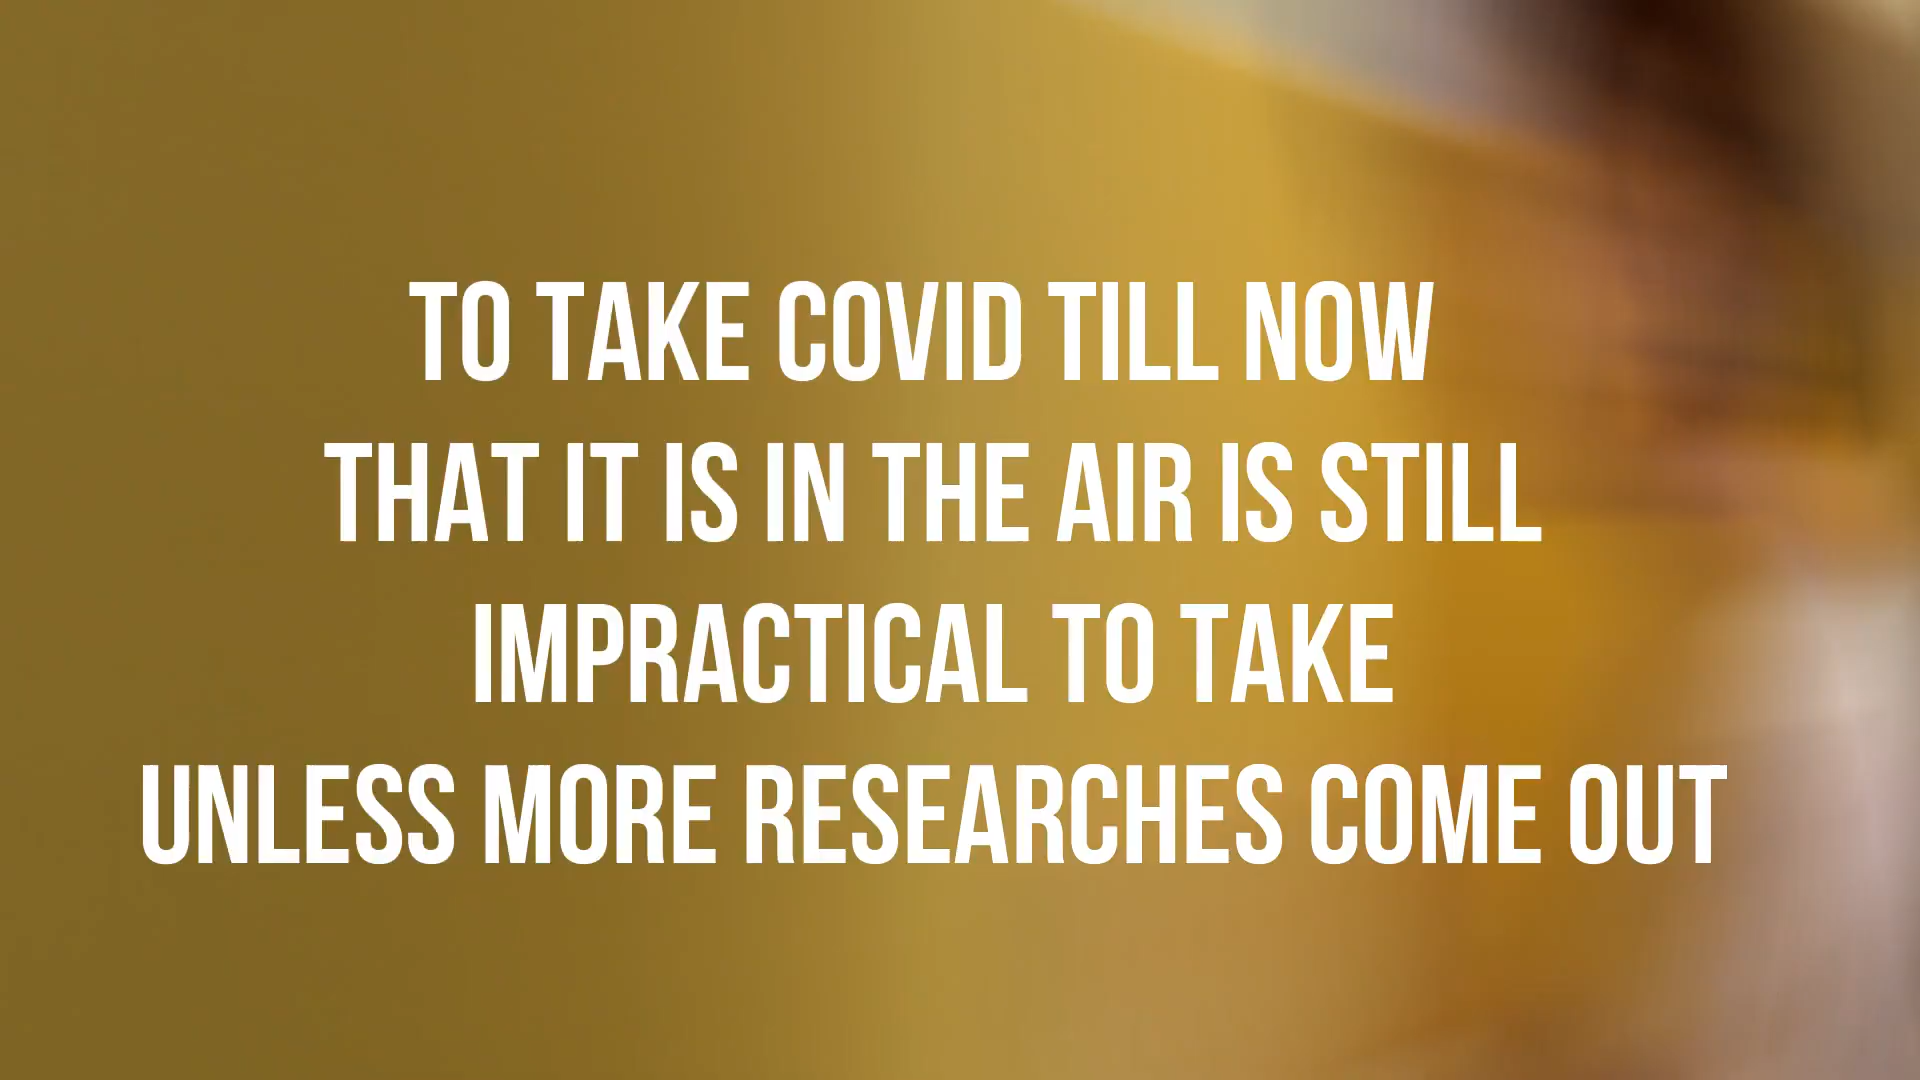 TO TAKE COVID TILL NOW
THAT IT IS IN THE AIR IS STILL
IMPRACTICAL TO TAKE
UNLESS MORE RESEARCHES COME OUT